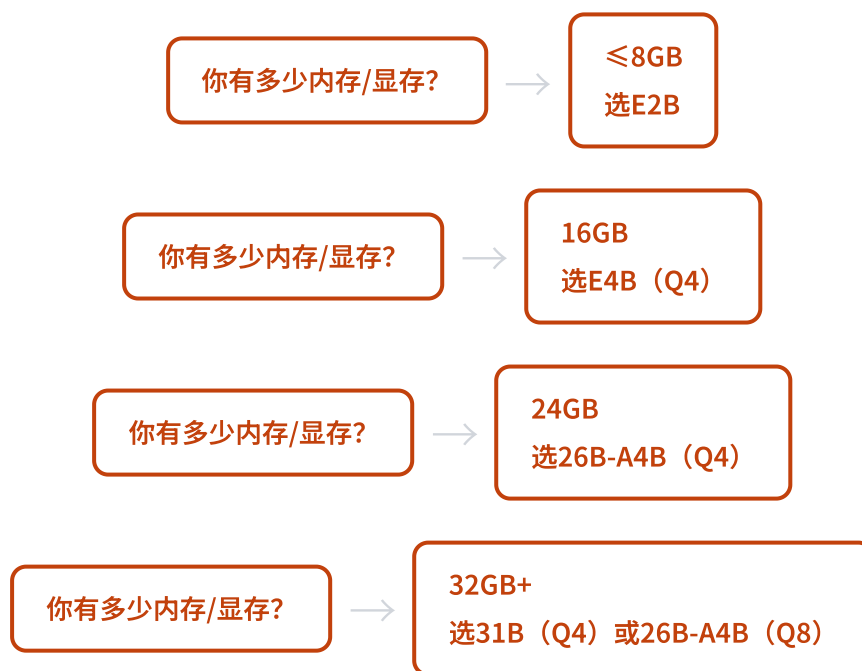 你有多少内存/显存?
≤8GB
选E2B
你有多少内存/显存?
16GB
选E4B（Q4）
你有多少内存/显存?
24GB
选26B-A4B（Q4）
你有多少内存/显存?
32GB+
选31B（Q4）或26B-A4B（Q8）